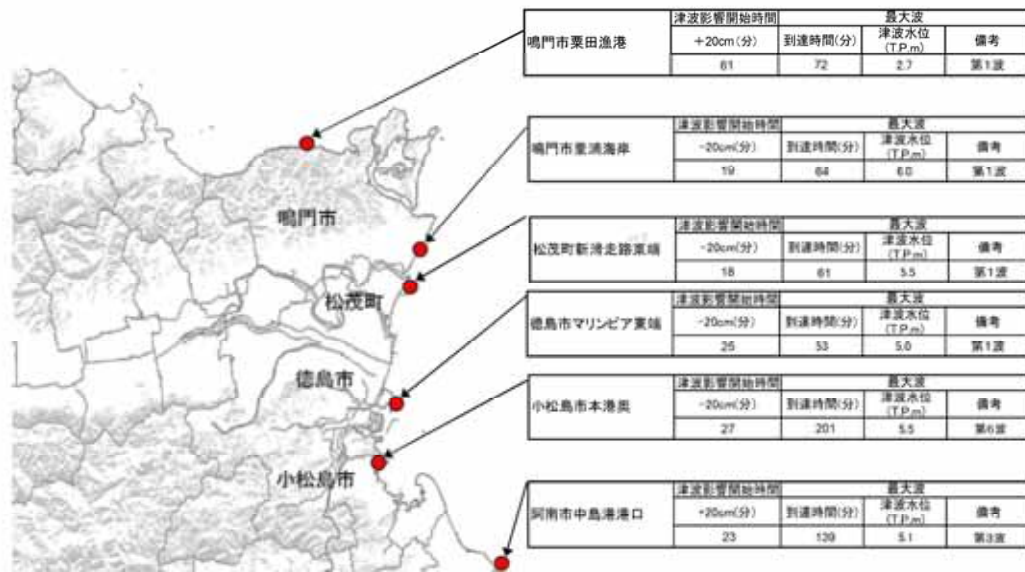 津波影響開始時間 最大波
鳴門市粟田漁港 +20cm(分) 到達時間(分) 津波水位(T.P.m) 備考
61 72 2.7 第1波
津波影響開始時間 最大波
鳴門市里浦海岸 -20cm(分) 到達時間(分) 津波水位(T.P.m) 備考
19 64 6.0 第1波
津波影響開始時間 最大波
松茂町新滑走路東端 -20cm(分) 到達時間(分) 津波水位(T.P.m) 備考
18 61 5.5 第1波
津波影響開始時間 最大波
徳島市マリンピア東端 -20cm(分) 到達時間(分) 津波水位(T.P.m) 備考
25 53 5.0 第1波
津波影響開始時間 最大波
小松島市本港奥 -20cm(分) 到達時間(分) 津波水位(T.P.m) 備考
27 201 5.5 第6波
津波影響開始時間 最大波
阿南市中島港港口 +20cm(分) 到達時間(分) 津波水位(T.P.m) 備考
23 139 5.1 第3波
鳴門市
松茂町
徳島市
小松島市